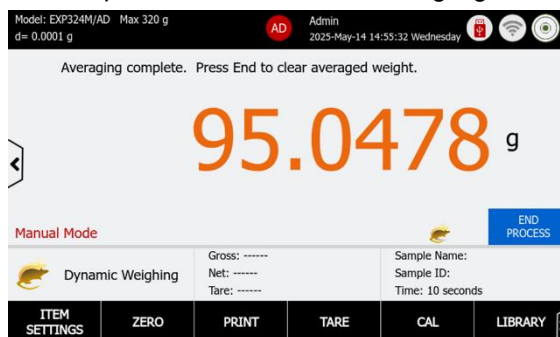 Model: EXP324M/AD Max 320 g
d= 0.0001 g
AD
Admin
2025-May-14 14:55:32 Wednesday
Averaging complete. Press End to clear averaged weight.
95.0478 g
Manual Mode
END
PROCESS
Dynamic Weighing
Gross: ------
Net: ------
Tare: ------
Sample Name:
Sample ID:
Time: 10 seconds
ITEM
SETTINGS
ZERO
PRINT
TARE
CAL
LIBRARY